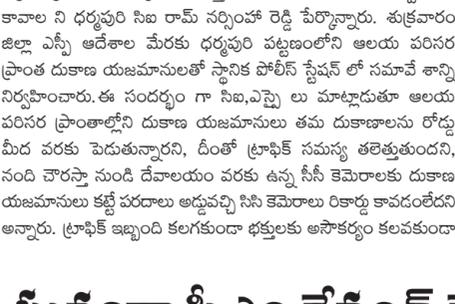 కావాల ని ధర్మపురి సిఐ రామ్ నర్సింహా రెడ్డి పేర్కొన్నారు. శుక్రవారం
జిల్లా ఎస్పీ ఆదేశాల మేరకు ధర్మపురి పట్టణంలోని ఆలయ పరిసర
ప్రాంత దుకాణ యజమానులతో స్థానిక పోలీస్ స్టేషన్ లో సమావే శాన్ని
నిర్వహించారు.ఈ సందర్భం గా సిఐ,ఎస్సై లు మాట్లాడుతూ ఆలయ
పరిసర ప్రాంతాల్లోని దుకాణ యజమానులు తమ దుకాణాలను రోడ్డు
మీద వరకు పెడుతున్నారని, దీంతో ట్రాఫిక్ సమస్య తలెత్తుతుందని,
నంది చౌరస్తా నుండి దేవాలయం వరకు ఉన్న సీసీ కెమెరాలకు దుకాణ
యజమానులు కట్టే పరదాలు అడ్డువచ్చి సిసి కెమెరాలు రికార్డు కావడంలేదని
అన్నారు. ట్రాఫిక్ ఇబ్బంది కలగకుండా భక్తులకు అసౌకర్యం కలవకుండా